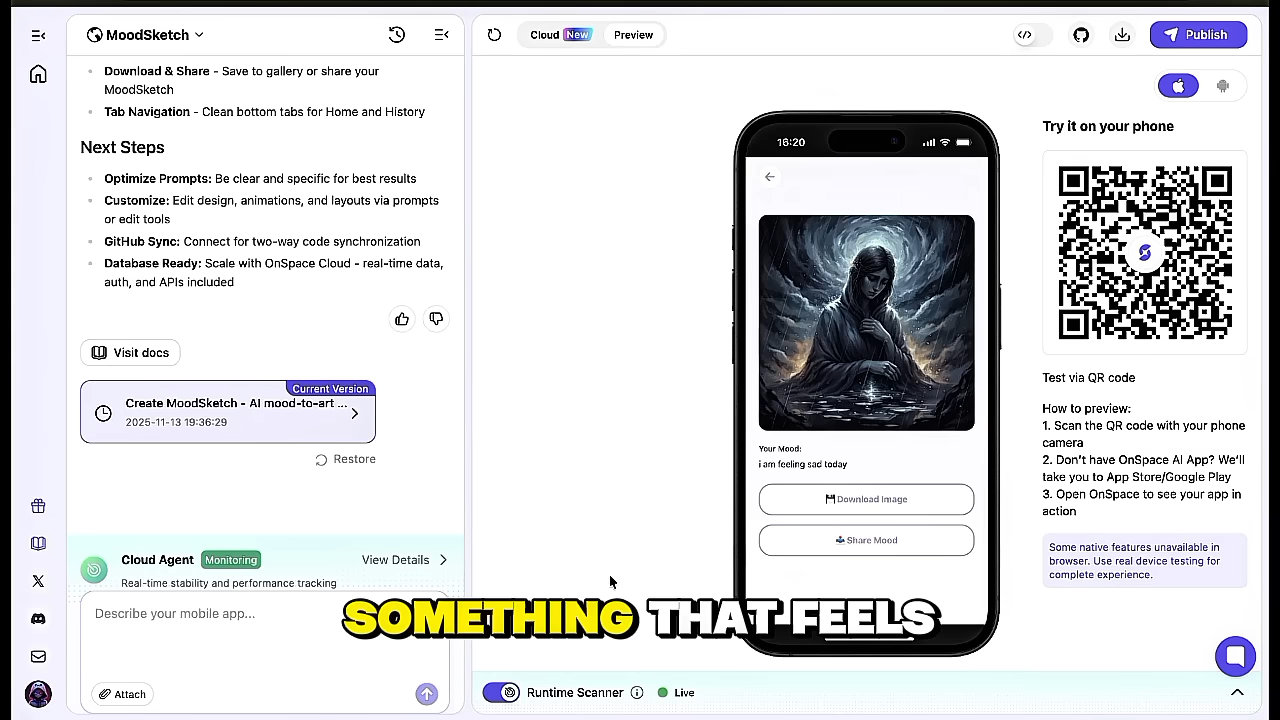 MoodSketch
Download & Share - Save to gallery or share your
MoodSketch
Tab Navigation - Clean bottom tabs for Home and History
Next Steps
Optimize Prompts: Be clear and specific for best results
Customize: Edit design, animations, and layouts via prompts
or edit tools
GitHub Sync: Connect for two-way code synchronization
Database Ready: Scale with OnSpace Cloud - real-time data,
auth, and APIs included
Visit docs
Current Version
Create MoodSketch - AI mood-to-art ...
2025-11-13 19:36:29
Restore
Cloud Agent Monitoring View Details
Real-time stability and performance tracking
Describe your mobile app...
Attach
Cloud New Preview
Publish
16:20
Your Mood:
i am feeling sad today
Download Image
Share Mood
Try it on your phone
Test via QR code
How to preview:
1. Scan the QR code with your phone
camera
2. Don't have OnSpace AI App? We'll
take you to App Store/Google Play
3. Open OnSpace to see your app in
action
Some native features unavailable in
browser. Use real device testing for
complete experience.
SOMETHING THAT FEELS
Runtime Scanner Live